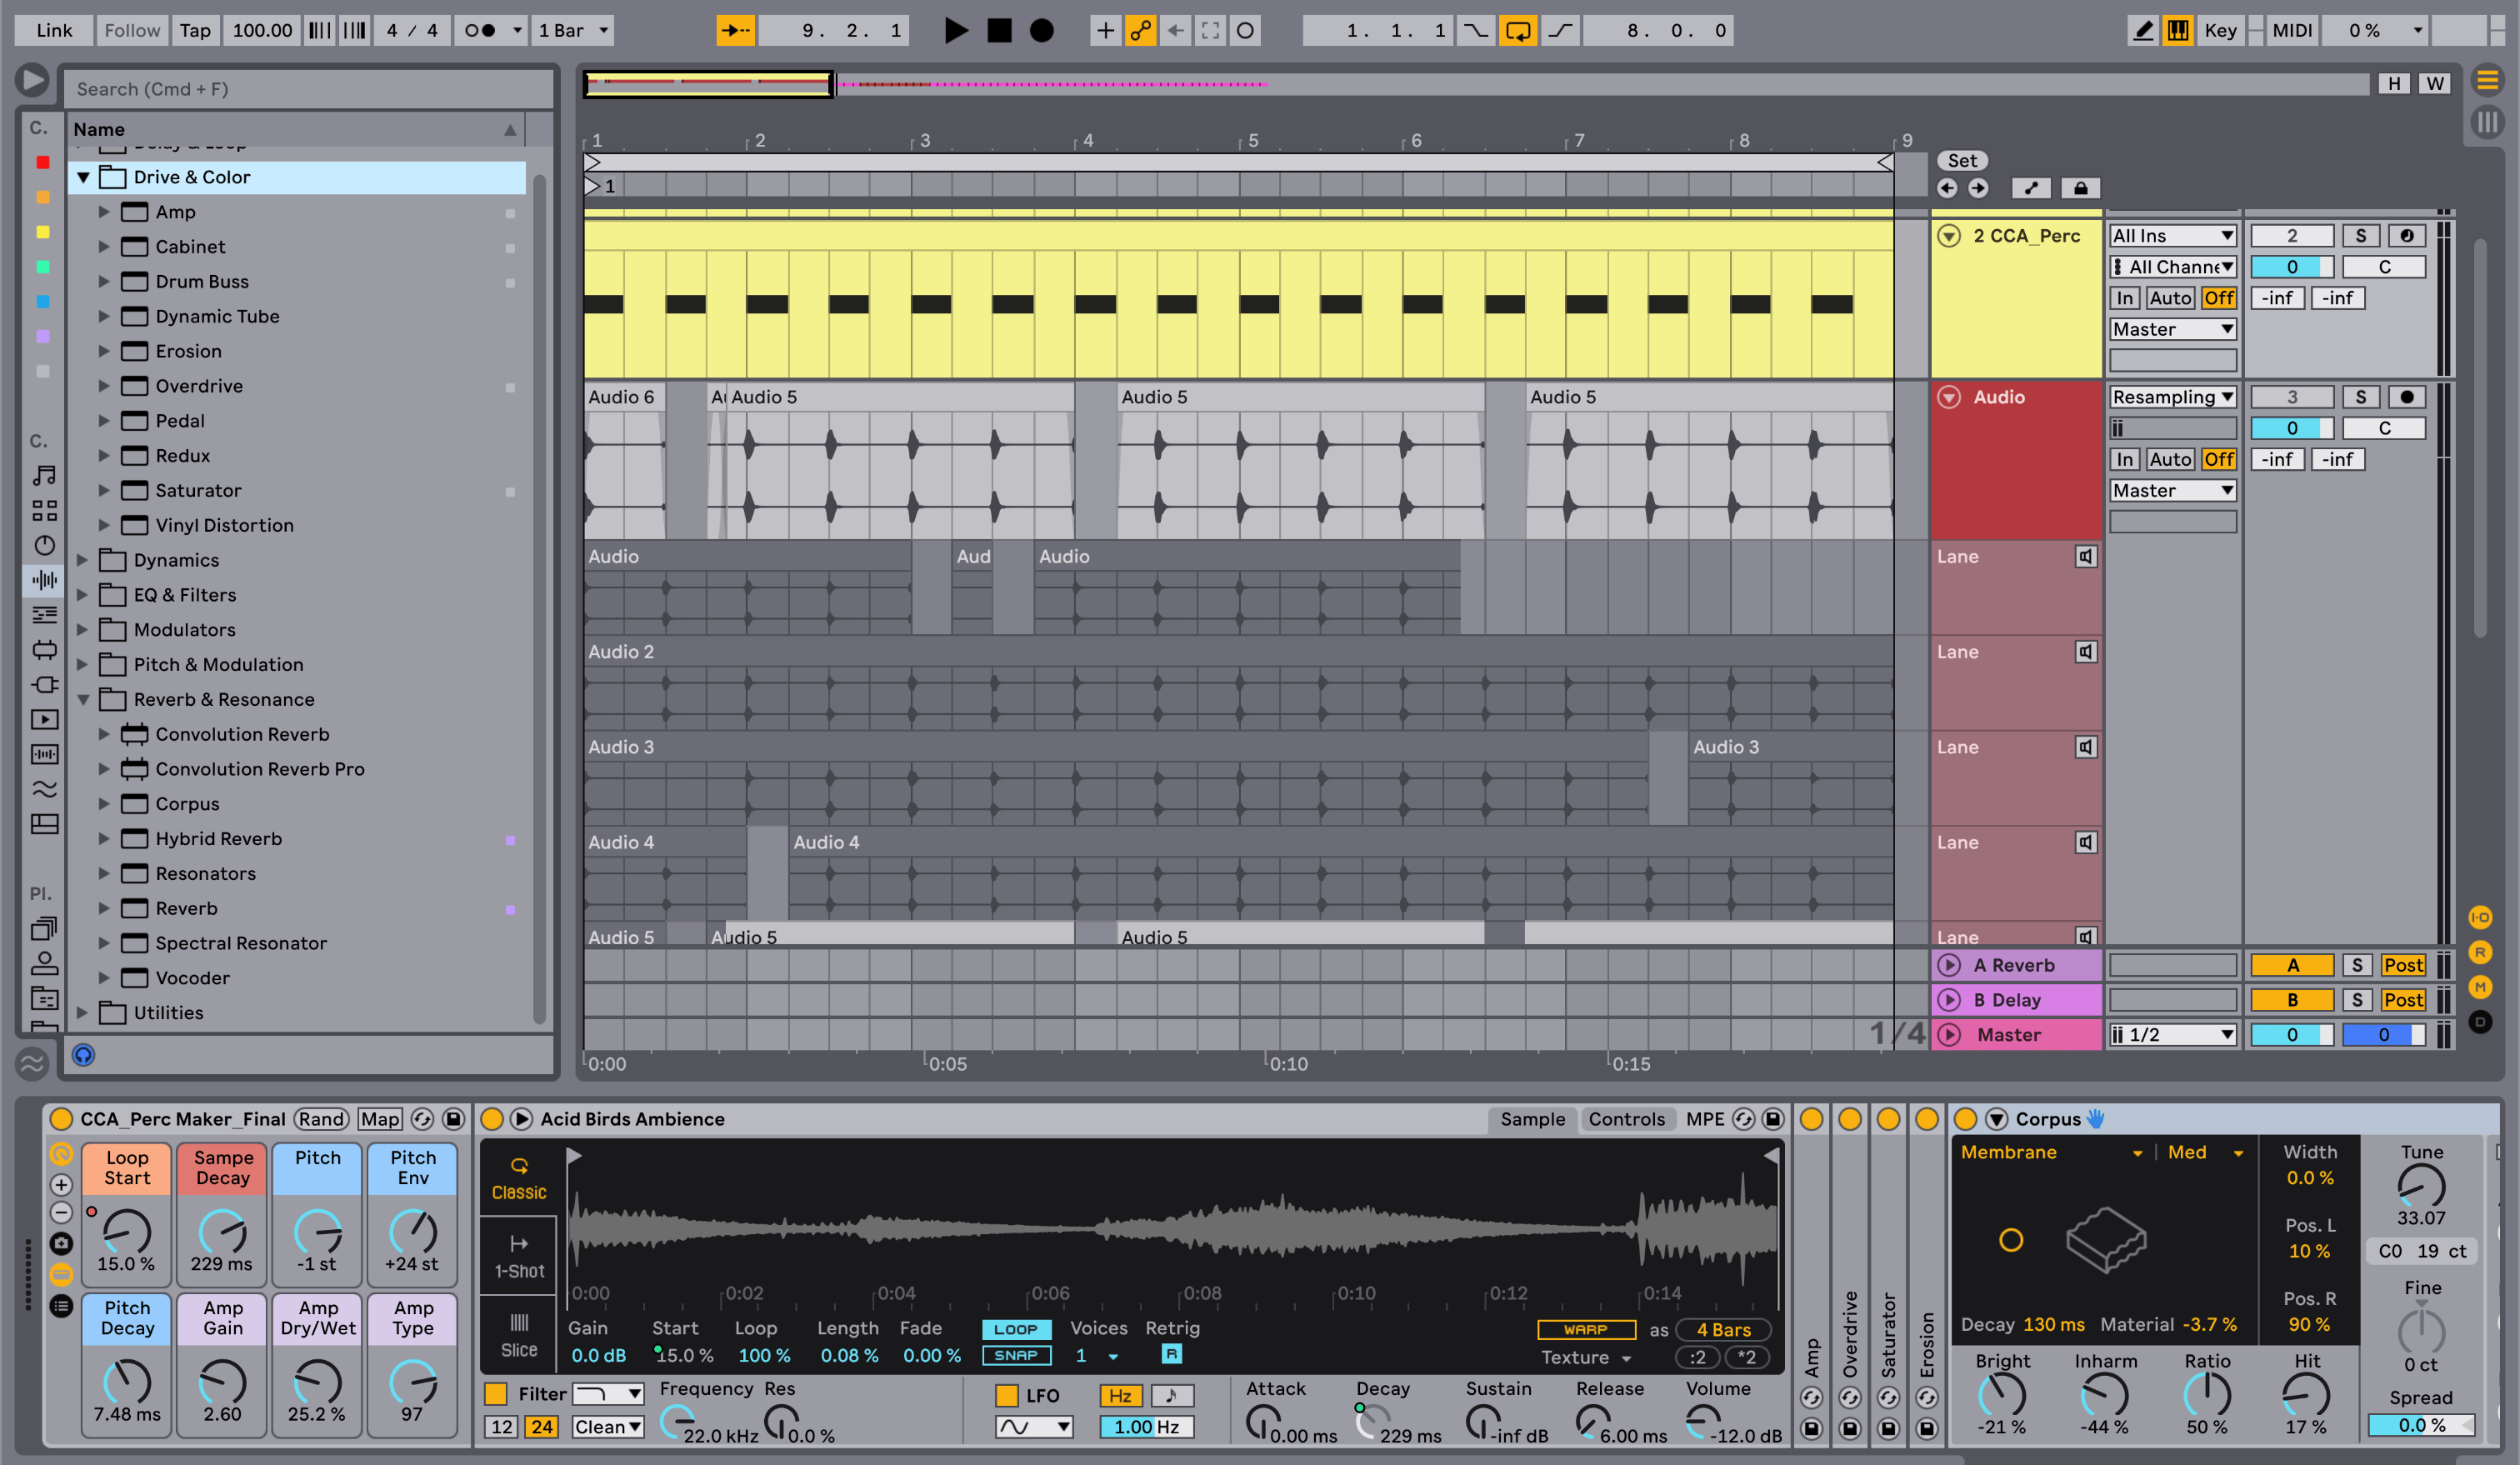 Link Follow Tap 100.00 4 / 4 1 Bar 9. 2. 1 1. 1. 1 8. 0. 0 Key MIDI 0 %
Search (Cmd + F)
H W
C. Name
Delay & Loop
Drive & Color
Amp
Cabinet
Drum Buss
Dynamic Tube
Erosion
Overdrive
Pedal
Redux
Saturator
Vinyl Distortion
C.
Dynamics
EQ & Filters
Modulators
Pitch & Modulation
Reverb & Resonance
Convolution Reverb
Convolution Reverb Pro
Corpus
Hybrid Reverb
Resonators
Pl.
Reverb
Spectral Resonator
Vocoder
Utilities
1 2 3 4 5 6 7 8 9
Set
1
2 CCA_Perc All Ins 2 S
All Channe 0 C
In Auto Off -inf -inf
Master
Audio 6 Au Audio 5 Audio 5 Audio 5
Audio Resampling 3 S
0 C
In Auto Off -inf -inf
Master
Audio Aud Audio Lane
Audio 2 Lane
Audio 3 Audio 3 Lane
Audio 4 Audio 4 Lane
Audio 5 Audio 5 Audio 5 Lane
A Reverb A S Post
B Delay B S Post
1/4 Master 1/2 0 0
I·O
R
M
D
0:00 0:05 0:10 0:15
CCA_Perc Maker_Final Rand Map
Loop Start Sampe Decay Pitch Pitch Env
15.0 % 229 ms -1 st +24 st
Pitch Decay Amp Gain Amp Dry/Wet Amp Type
7.48 ms 2.60 25.2 % 97
Acid Birds Ambience Sample Controls MPE
Classic
1-Shot
Slice
0:00 0:02 0:04 0:06 0:08 0:10 0:12 0:14
Gain Start Loop Length Fade LOOP Voices Retrig WARP as 4 Bars
0.0 dB 15.0 % 100 % 0.08 % 0.00 % SNAP 1 R Texture :2 *2
Filter Frequency Res LFO Hz Attack Decay Sustain Release Volume
12 24 Clean 22.0 kHz 0.0 % 1.00 Hz 0.00 ms 229 ms -inf dB 6.00 ms -12.0 dB
Amp
Overdrive
Saturator
Erosion
Corpus
Membrane Med Width Tune
0.0 %
33.07
Pos. L
10 % C0 19 ct
Fine
Pos. R
Decay 130 ms Material -3.7 % 90 %
0 ct
Bright Inharm Ratio Hit
Spread
-21 % -44 % 50 % 17 % 0.0 %